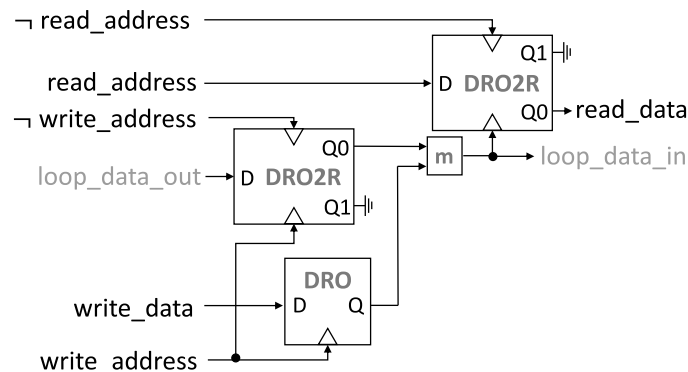 ¬ read_address
Q1
read_address
D DRO2R
Q0
read_data
¬ write_address
Q0
m
loop_data_in
loop_data_out
D DRO2R
Q1
DRO
write_data
D Q
write address